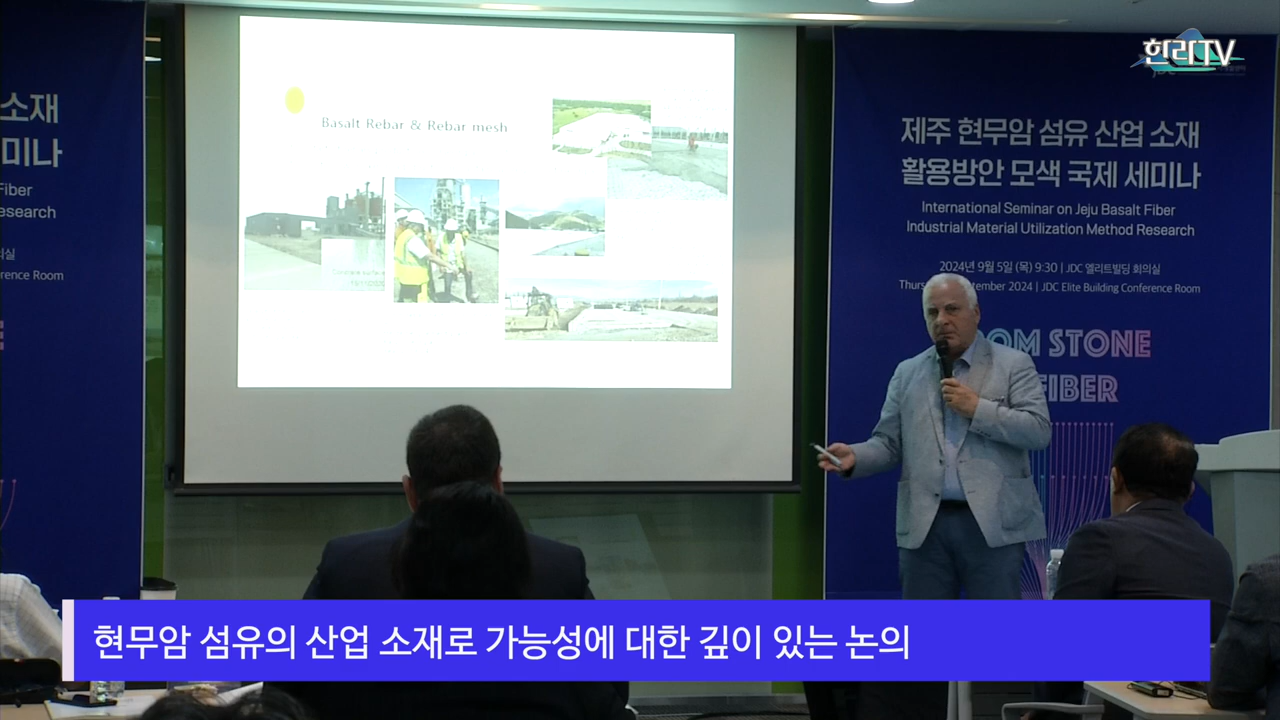 한라TV
소재
미나
Fiber
esearch
의실
rence Room
Basalt Rebar & Rebar mesh
제주 현무암 섬유 산업 소재
활용방안 모색 국제 세미나
International Seminar on Jeju Basalt Fiber
Industrial Material Utilization Method Research
2024년 9월 5일 (목) 9:30 | JDC 엘리트빌딩 회의실
Thurs tember 2024 | JDC Elite Building Conference Room
OOM STONE
FIBER
현무암 섬유의 산업 소재로 가능성에 대한 깊이 있는 논의